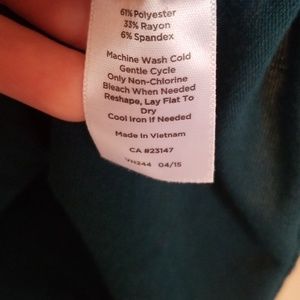 61% Polyester
33% Rayon
6% Spandex
Machine Wash Cold
Gentle Cycle
Only Non-Chlorine
Bleach When Needed
Reshape, Lay Flat To
Dry
Cool Iron If Needed
Made In Vietnam
CA #23147
VN244 04/15